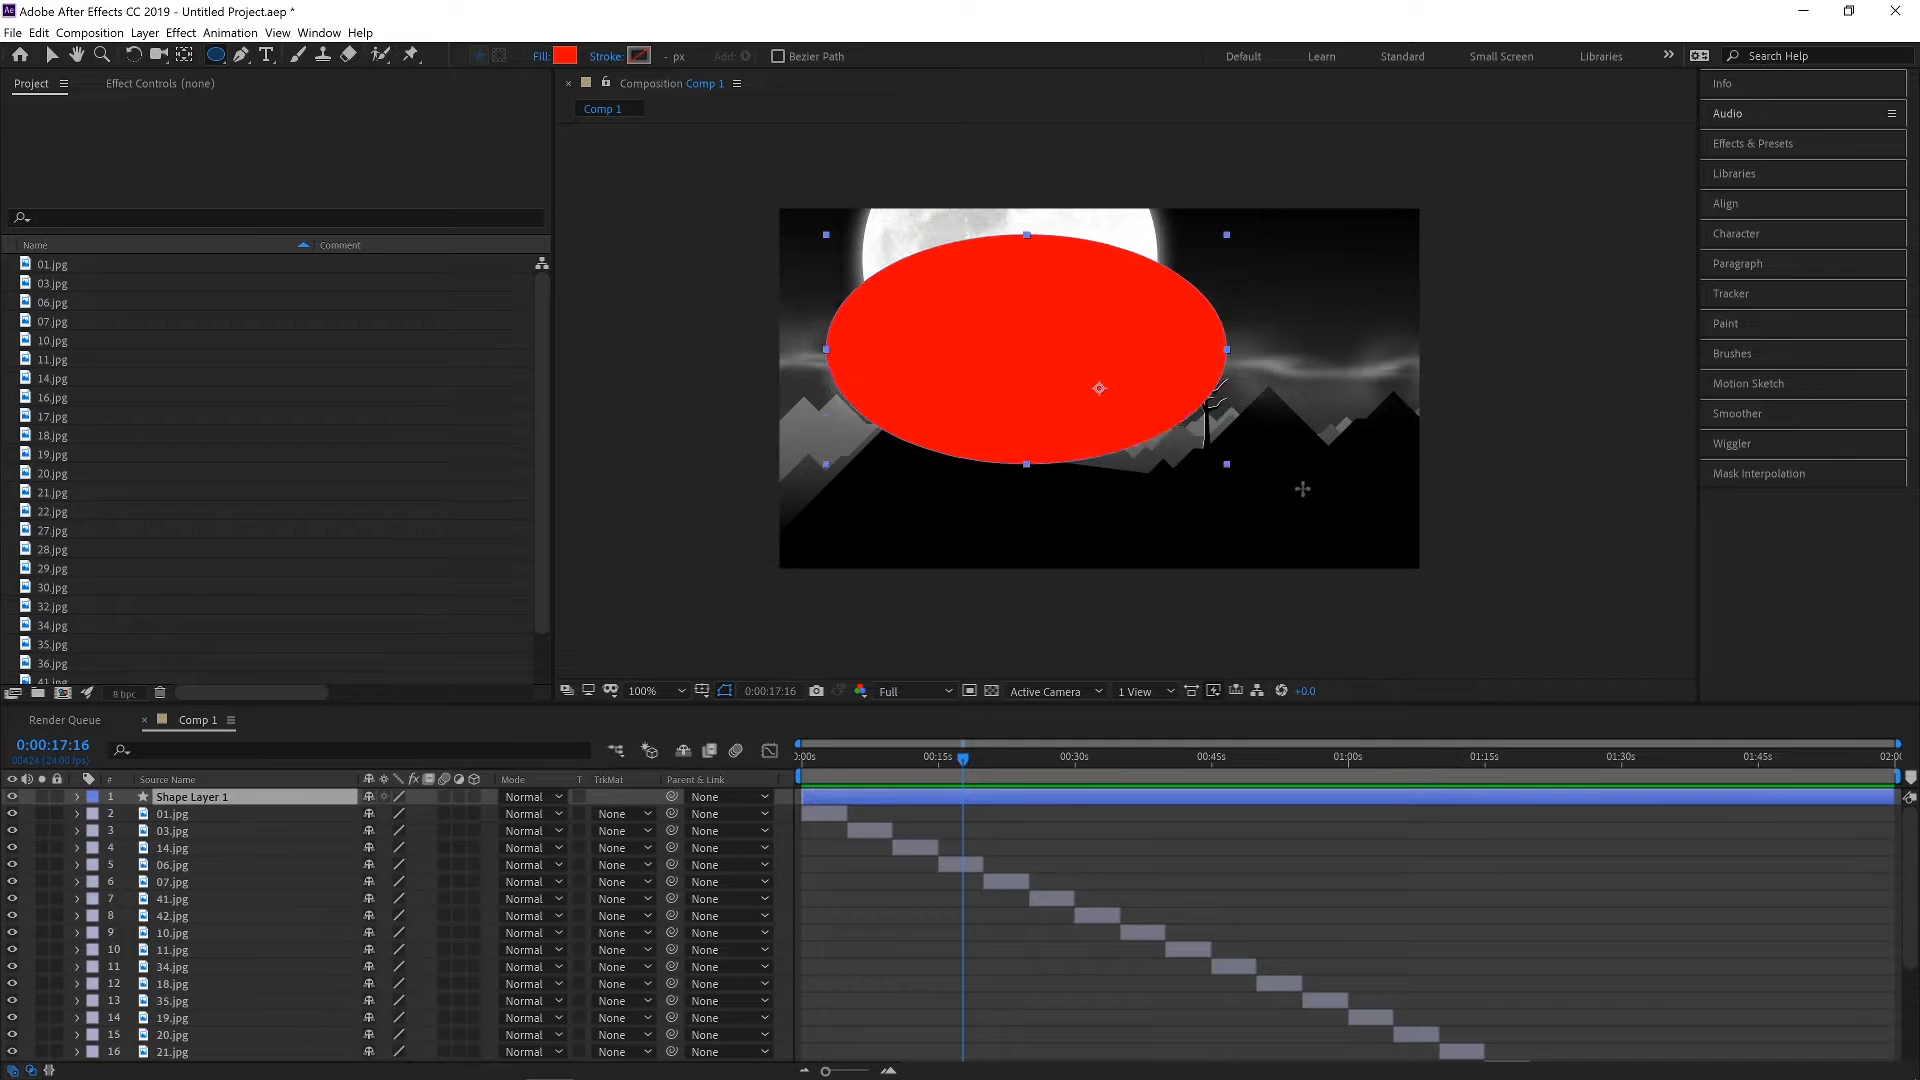 Adobe After Effects CC 2019 - Untitled Project.aep *
File Edit Composition Layer Effect Animation View Window Help
Fill: Stroke: - px Add: Bezier Path Default Learn Standard Small Screen Libraries » Search Help
Project Effect Controls (none)
Composition Comp 1
Comp 1
Info
Audio
Effects & Presets
Libraries
Align
Character
Paragraph
Tracker
Paint
Brushes
Motion Sketch
Smoother
Wiggler
Mask Interpolation
Name Comment
01.jpg
03.jpg
06.jpg
07.jpg
10.jpg
11.jpg
14.jpg
16.jpg
17.jpg
18.jpg
19.jpg
20.jpg
21.jpg
22.jpg
27.jpg
28.jpg
29.jpg
30.jpg
32.jpg
34.jpg
35.jpg
36.jpg
41.jpg
8 bpc
100% 0:00:17:16 Full Active Camera 1 View +0.0
Render Queue Comp 1
0:00:17:16
00424 (24.00 fps)
0:00s 00:15s 00:30s 00:45s 01:00s 01:15s 01:30s 01:45s 02:00
# Source Name fx Mode T TrkMat Parent & Link
1 Shape Layer 1 Normal None
2 01.jpg Normal None None
3 03.jpg Normal None None
4 14.jpg Normal None None
5 06.jpg Normal None None
6 07.jpg Normal None None
7 41.jpg Normal None None
8 42.jpg Normal None None
9 10.jpg Normal None None
10 11.jpg Normal None None
11 34.jpg Normal None None
12 18.jpg Normal None None
13 35.jpg Normal None None
14 19.jpg Normal None None
15 20.jpg Normal None None
16 21.jpg Normal None None